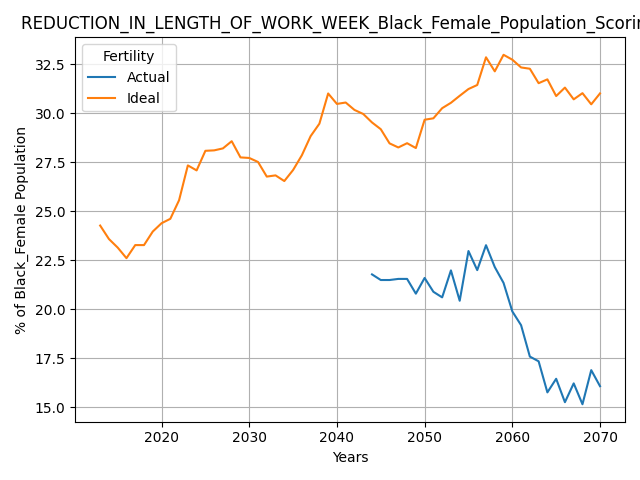 REDUCTION_IN_LENGTH_OF_WORK_WEEK_Black_Female_Population_Scorin
Fertility
Actual
Ideal
% of Black_Female Population
32.5
30.0
27.5
25.0
22.5
20.0
17.5
15.0
2020 2030 2040 2050 2060 2070
Years